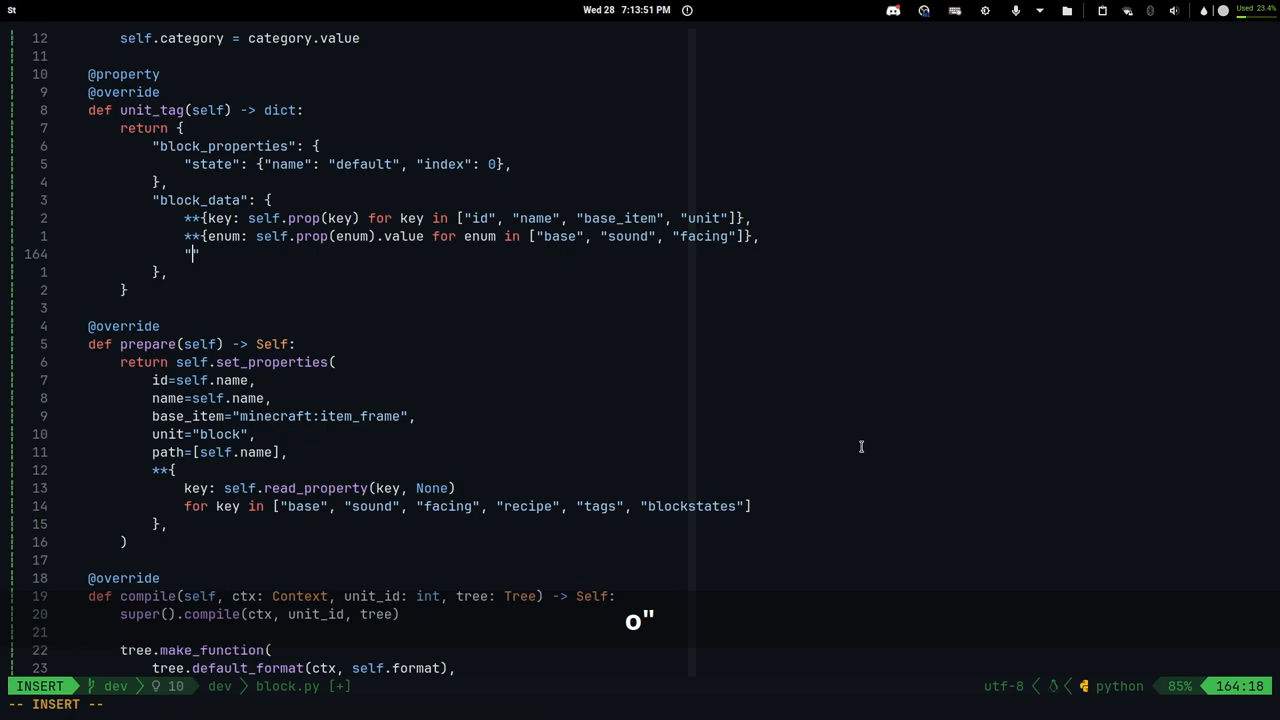 St Wed 28 7:13:51 PM Used 23.4%
12 self.category = category.value
11
10 @property
9 @override
8 def unit_tag(self) -> dict:
7 return {
6 "block_properties": {
5 "state": {"name": "default", "index": 0},
4 },
3 "block_data": {
2 **{key: self.prop(key) for key in ["id", "name", "base_item", "unit"]},
1 **{enum: self.prop(enum).value for enum in ["base", "sound", "facing"]},
164 ""
1 },
2 }
3
4 @override
5 def prepare(self) -> Self:
6 return self.set_properties(
7 id=self.name,
8 name=self.name,
9 base_item="minecraft:item_frame",
10 unit="block",
11 path=[self.name],
12 **{
13 key: self.read_property(key, None)
14 for key in ["base", "sound", "facing", "recipe", "tags", "blockstates"]
15 },
16 )
17
18 @override
19 def compile(self, ctx: Context, unit_id: int, tree: Tree) -> Self:
20 super().compile(ctx, unit_id, tree)
21
22 tree.make_function(
23 tree.default_format(ctx, self.format),
o"
INSERT dev 10 dev block.py [+] utf-8 python 85% 164:18
-- INSERT --